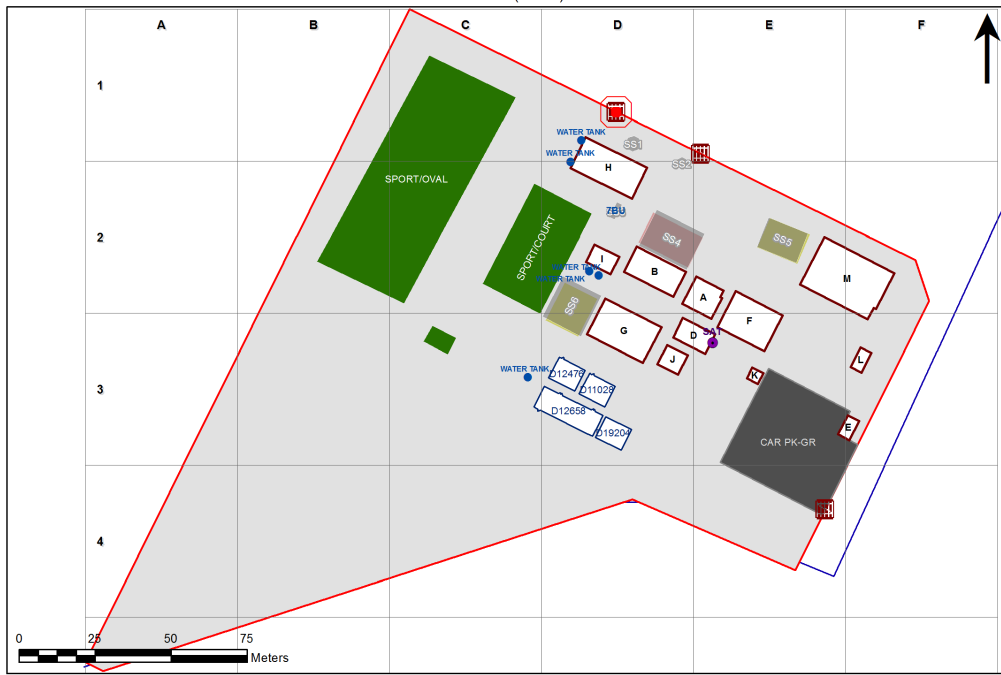 A B C D E F
1
WATER TANK
SS1
WATER TANK
SS2
H
SPORT/OVAL
7BU
2
SPORT/COURT
SS4
SS5
I
WATER TANK
B
WATER TANK
M
A
SS6
F
G
D
SA1
J
L
WATER TANK
K
D12476
3
D11028
D12658
E
D19204
CAR PK-GR
4
0 25 50 75
Meters